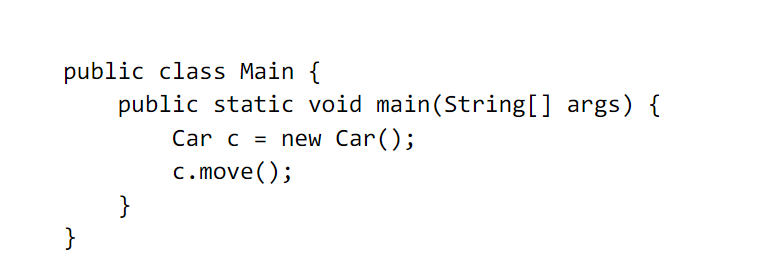 public class Main {
    public static void main(String[] args) {
        Car c = new Car();
        c.move();
    }
}